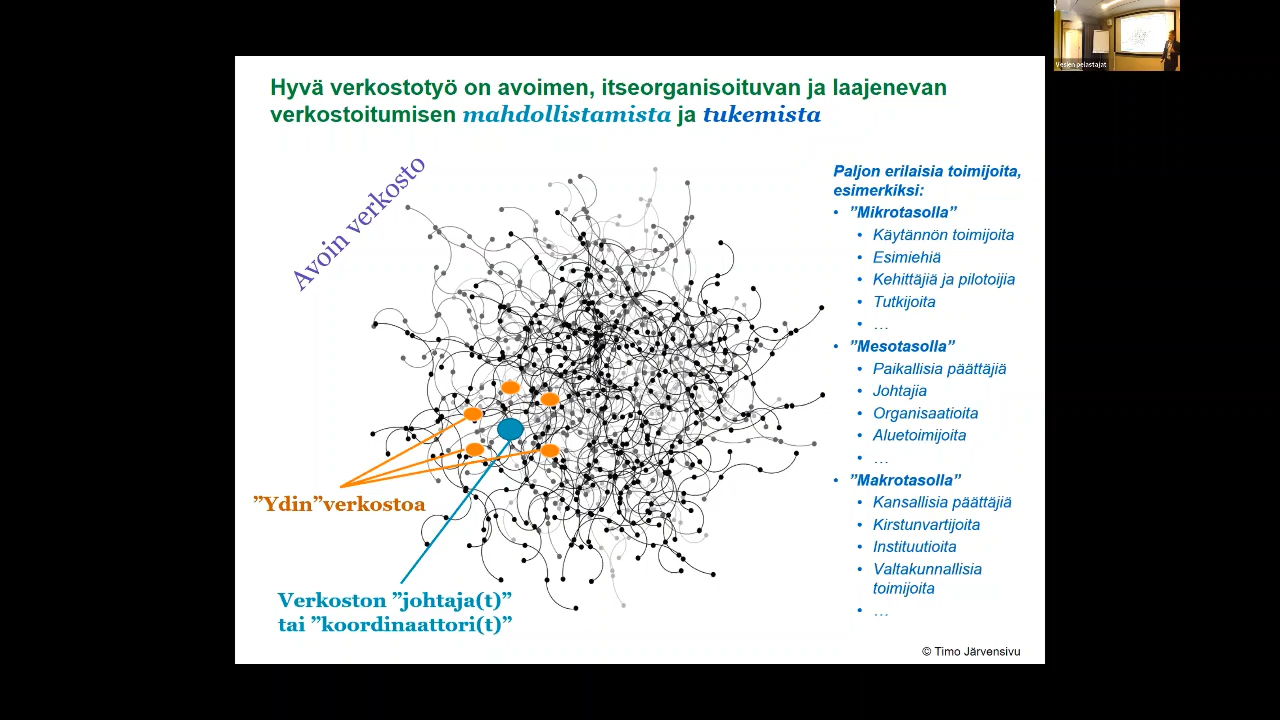 Hyvä verkostotyö on avoimen, itseorganisoituvan ja laajenevan
verkostoitumisen mahdollistamista ja tukemista
Avoin verkosto
”Ydin”verkostoa
Verkoston ”johtaja(t)”
tai ”koordinaattori(t)”
Paljon erilaisia toimijoita,
esimerkiksi:
• ”Mikrotasolla”
• Käytännön toimijoita
• Esimiehiä
• Kehittäjiä ja pilotoijia
• Tutkijoita
• …
• ”Mesotasolla”
• Paikallisia päättäjiä
• Johtajia
• Organisaatioita
• Aluetoimijoita
• …
• ”Makrotasolla”
• Kansallisia päättäjiä
• Kirstunvartijoita
• Instituutioita
• Valtakunnallisia
toimijoita
• …
© Timo Järvensivu
Vesien pelastajat